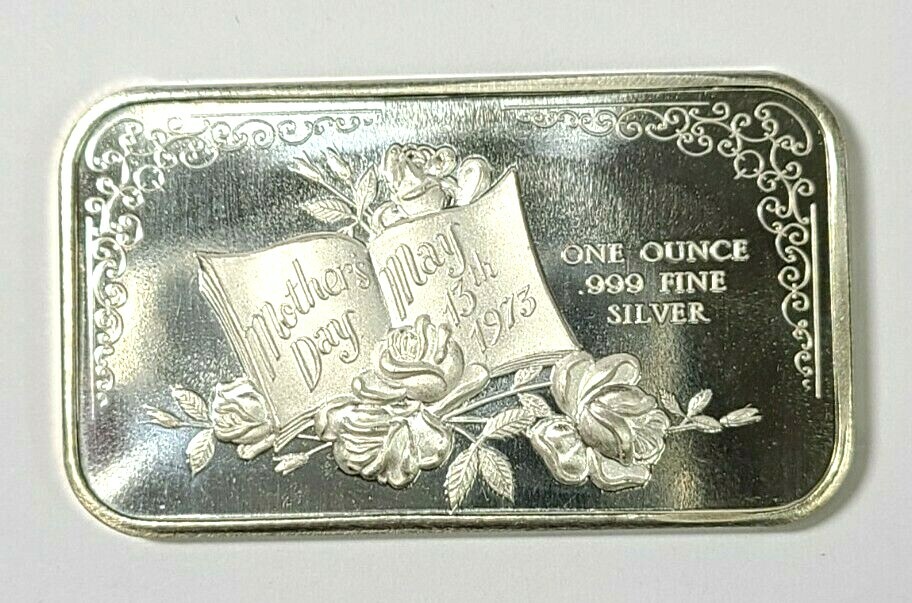 Mother's
Day
May
13th
1973
ONE OUNCE
.999 FINE
SILVER